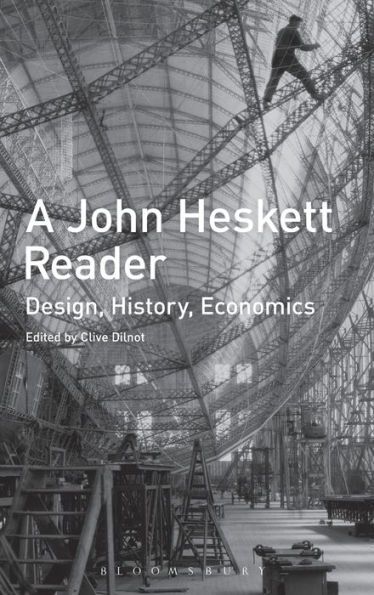 A John Heskett
Reader
Design, History, Economics
Edited by Clive Dilnot
BLOOMSBURY